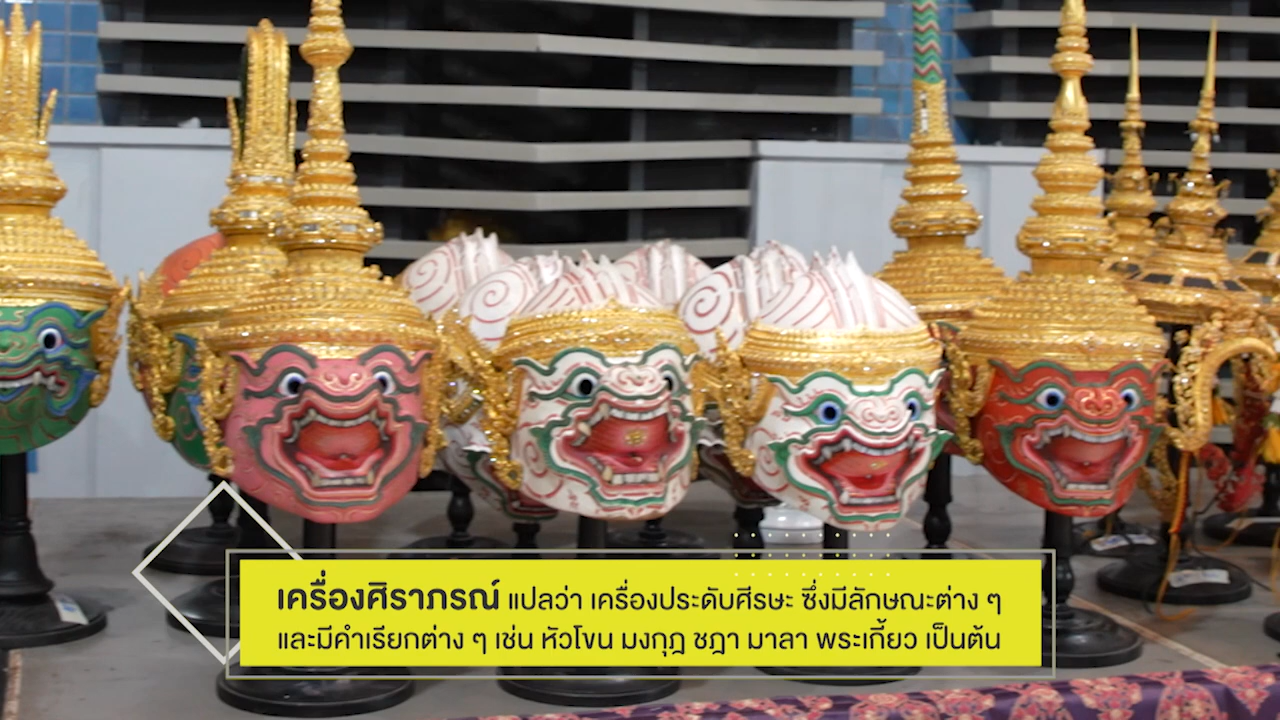 เครื่องศิราภรณ์ แปลว่า เครื่องประดับศีรษะ ซึ่งมีลักษณะต่าง ๆ
และมีคำเรียกต่าง ๆ เช่น หัวโขน มงกุฎ ชฎา มาลา พระเกี้ยว เป็นต้น